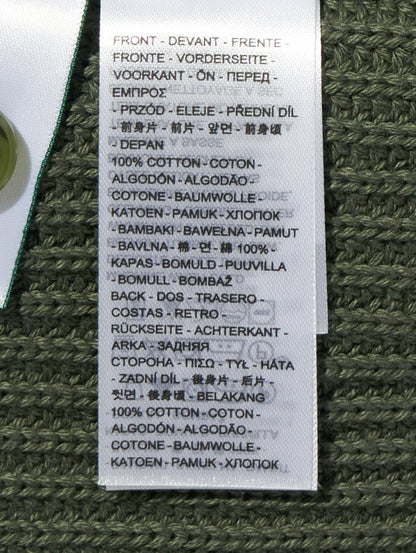 FRONT - DEVANT - FRENTE -
FRONTE - VORDERSEITE -
VOORKANT - ÖN - ПЕРЕД -
ΕΜΠΡΟΣ
- PRZÓD - ELEJE - PŘEDNÍ DÍL
- 前身片 - 前片 - 앞면 - 前身頃
- DEPAN
100% COTTON - COTON -
ALGODÓN - ALGODÃO -
COTONE - BAUMWOLLE -
KATOEN - PAMUK - ХЛОПОК
- ΒΑΜΒΑΚΙ - BAWEŁNA - PAMUT
- BAVLNA - 棉 - 면 - 綿 100% -
KAPAS - BOMULD - PUUVILLA
- BOMULL - BOMBAŽ
BACK - DOS - TRASERO -
COSTAS - RETRO -
RÜCKSEITE - ACHTERKANT -
ARKA - ЗАДНЯЯ
СТОРОНА - ΠΙΣΩ - TYŁ - HÁTA
- ZADNÍ DÍL - 後身片 - 后片 -
뒷면 - 後身頃 - BELAKANG
100% COTTON - COTON -
ALGODÓN - ALGODÃO -
COTONE - BAUMWOLLE -
KATOEN - PAMUK - ХЛОПОК